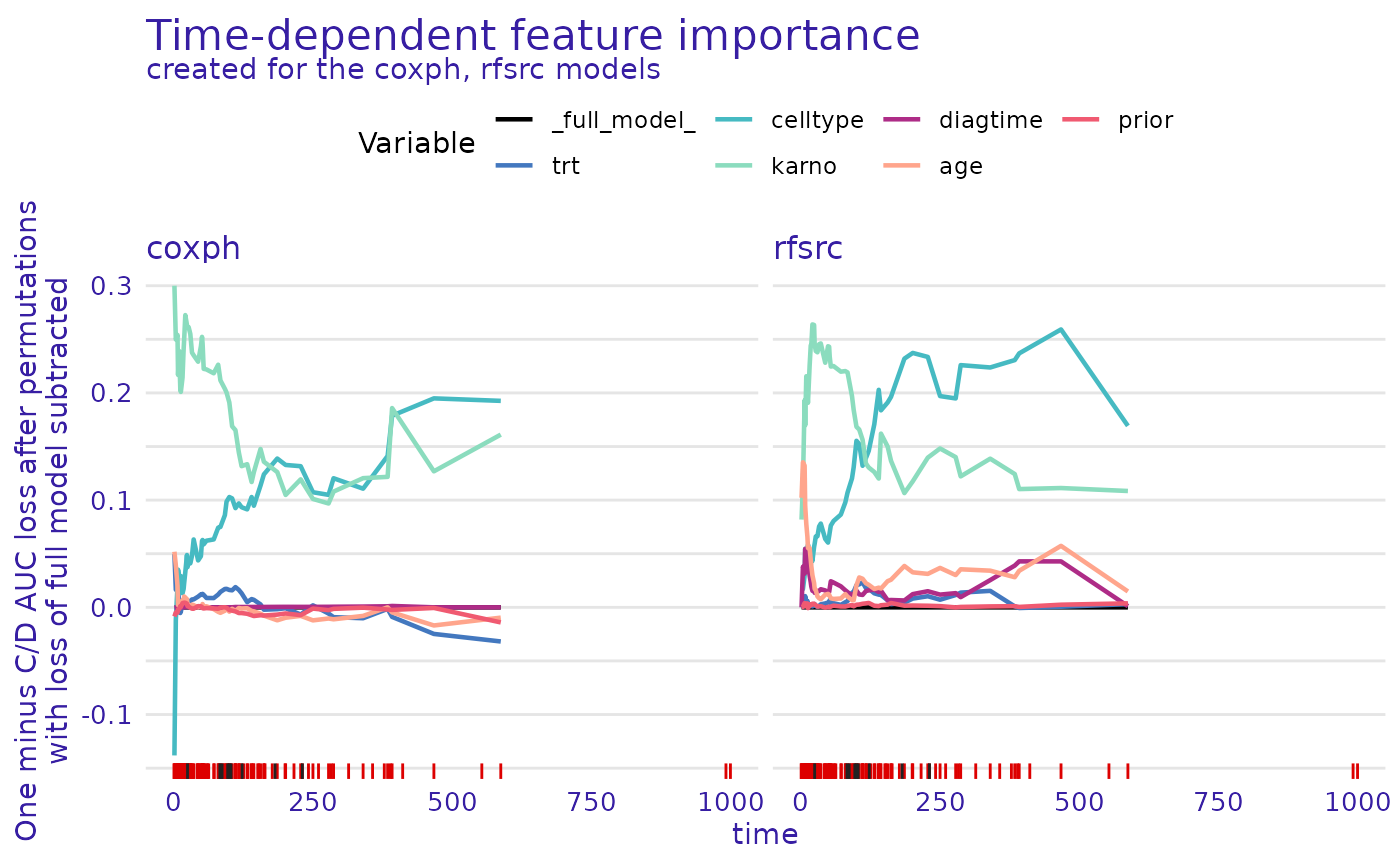 Time-dependent feature importance
created for the coxph, rfsrc models
Variable
_full_model_ celltype diagtime prior
trt karno age
One minus C/D AUC loss after permutations
with loss of full model subtracted
coxph rfsrc
0.3
0.2
0.1
0.0
-0.1
0 250 500 750 1000 0 250 500 750 1000
time